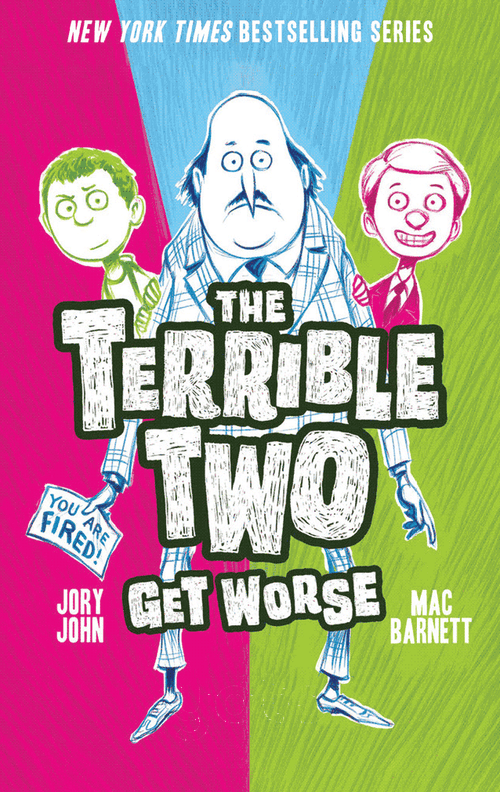 NEW YORK TIMES BESTSELLING SERIES
THE
TERRIBLE
TWO
GET WORSE
YOU ARE
FIRED!
JORY
JOHN
MAC
BARNETT